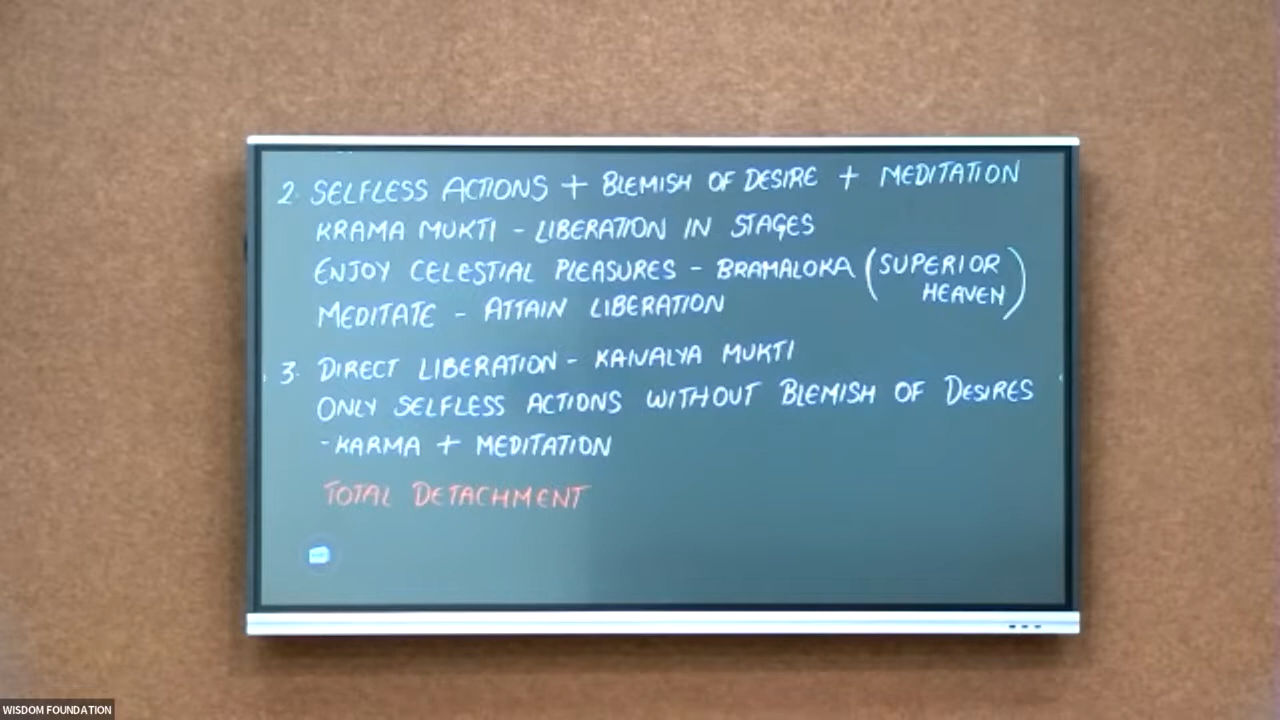 2. SELFLESS ACTIONS + BLEMISH OF DESIRE + MEDITATION
KRAMA MUKTI - LIBERATION IN STAGES
ENJOY CELESTIAL PLEASURES - BRAMALOKA (SUPERIOR HEAVEN)
MEDITATE - ATTAIN LIBERATION
3. DIRECT LIBERATION - KAIVALYA MUKTI
ONLY SELFLESS ACTIONS WITHOUT BLEMISH OF DESIRES
- KARMA + MEDITATION
TOTAL DETACHMENT
WISDOM FOUNDATION